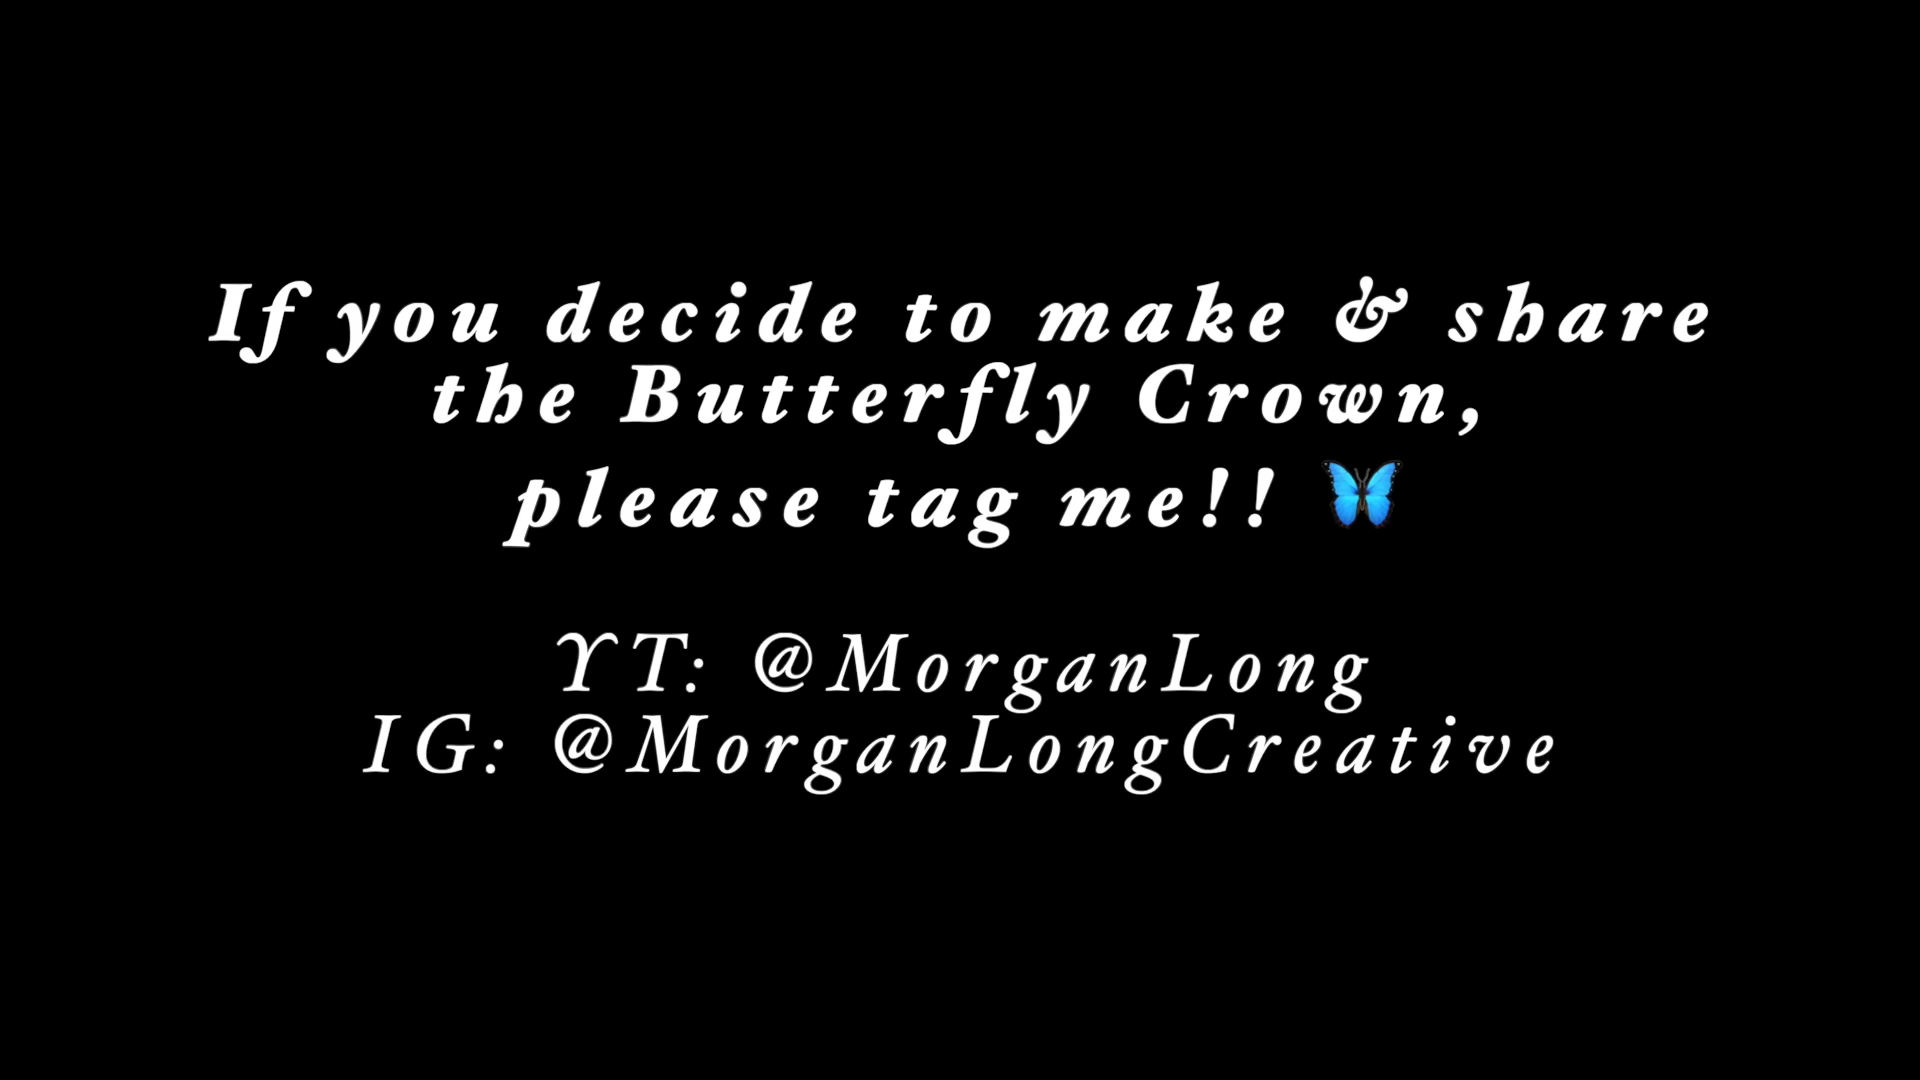 If you decide to make & share
the Butterfly Crown,
please tag me!! 🦋
YT: @MorganLong
IG: @MorganLongCreative